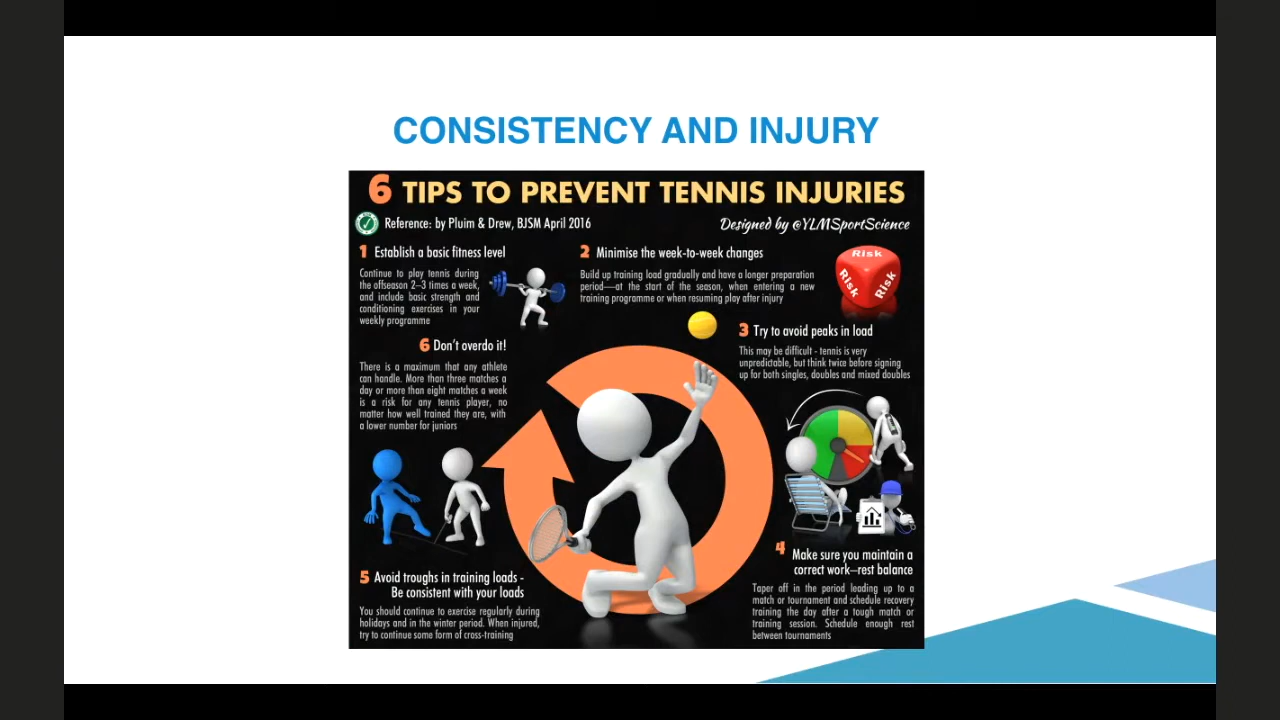 CONSISTENCY AND INJURY
6 TIPS TO PREVENT TENNIS INJURIES
Reference: by Pluim & Drew, BJSM April 2016
Designed by @YLMSportScience
1 Establish a basic fitness level
Continue to play tennis during
the offseason 2–3 times a week,
and include basic strength and
conditioning exercises in your
weekly programme
2 Minimise the week-to-week changes
Build up training load gradually and have a longer preparation
period—at the start of the season, when entering a new
training programme or when resuming play after injury
Risk
Risk
Risk
3 Try to avoid peaks in load
This may be difficult - tennis is very
unpredictable, but think twice before signing
up for both singles, doubles and mixed doubles
4 Make sure you maintain a
correct work–rest balance
Taper off in the period leading up to a
match or tournament and schedule recovery
training the day after a tough match or
training session. Schedule enough rest
between tournaments
5 Avoid troughs in training loads -
Be consistent with your loads
You should continue to exercise regularly during
holidays and in the winter period. When injured,
try to continue some form of cross-training
6 Don't overdo it!
There is a maximum that any athlete
can handle. More than three matches a
day or more than eight matches a week
is a risk for any tennis player, no
matter how well trained they are, with
a lower number for juniors